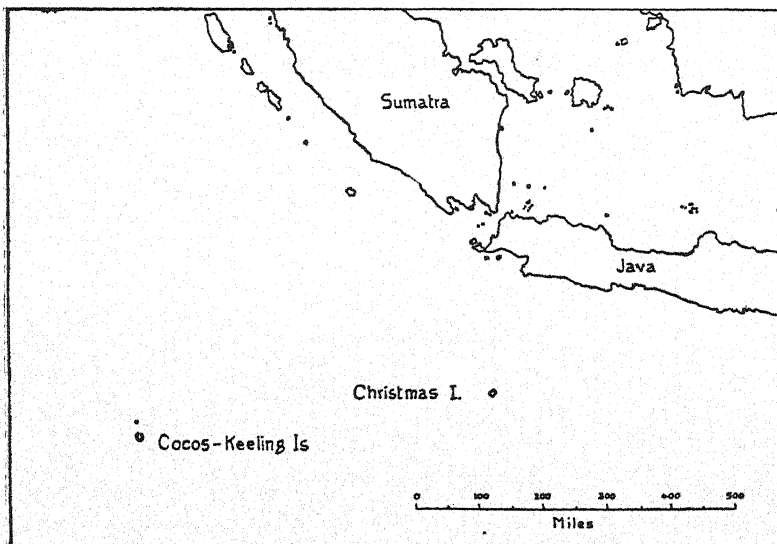 Sumatra
Java
Christmas I.
Cocos-Keeling Is
0 100 200 300 400 500
Miles